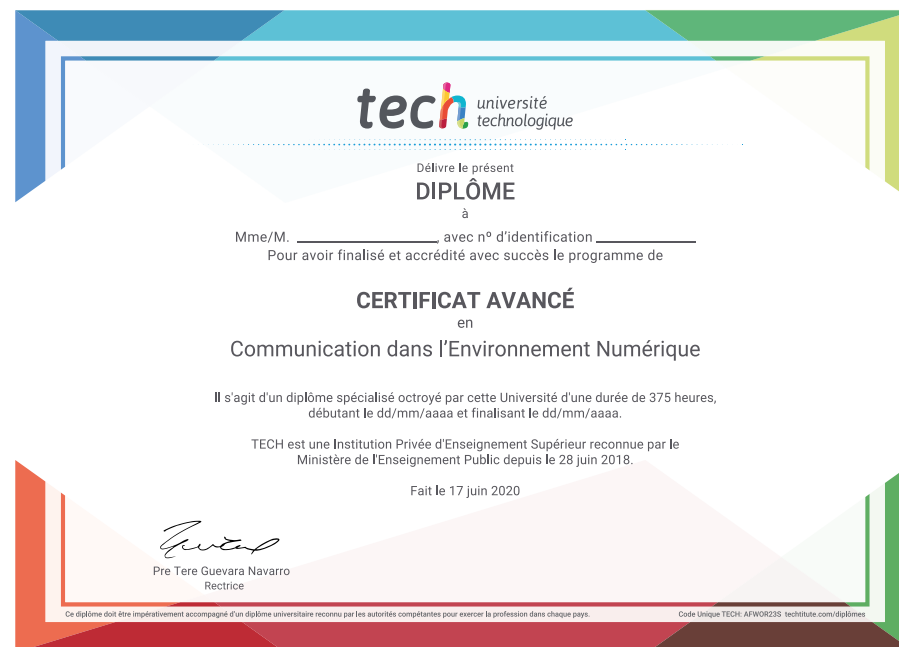 tech université
technologique
Délivre le présent
DIPLÔME
à
Mme/M. ____________, avec nº d'identification ____________
Pour avoir finalisé et accrédité avec succès le programme de
CERTIFICAT AVANCÉ
en
Communication dans l'Environnement Numérique
Il s'agit d'un diplôme spécialisé octroyé par cette Université d'une durée de 375 heures,
débutant le dd/mm/aaaa et finalisant le dd/mm/aaaa.
TECH est une Institution Privée d'Enseignement Supérieur reconnue par le
Ministère de l'Enseignement Public depuis le 28 juin 2018.
Fait le 17 juin 2020
Pre Tere Guevara Navarro
Rectrice
Ce diplôme doit être impérativement accompagné d'un diplôme universitaire reconnu par les autorités compétentes pour exercer la profession dans chaque pays. Code Unique TECH: AFWOR23S techtitute.com/diplômes